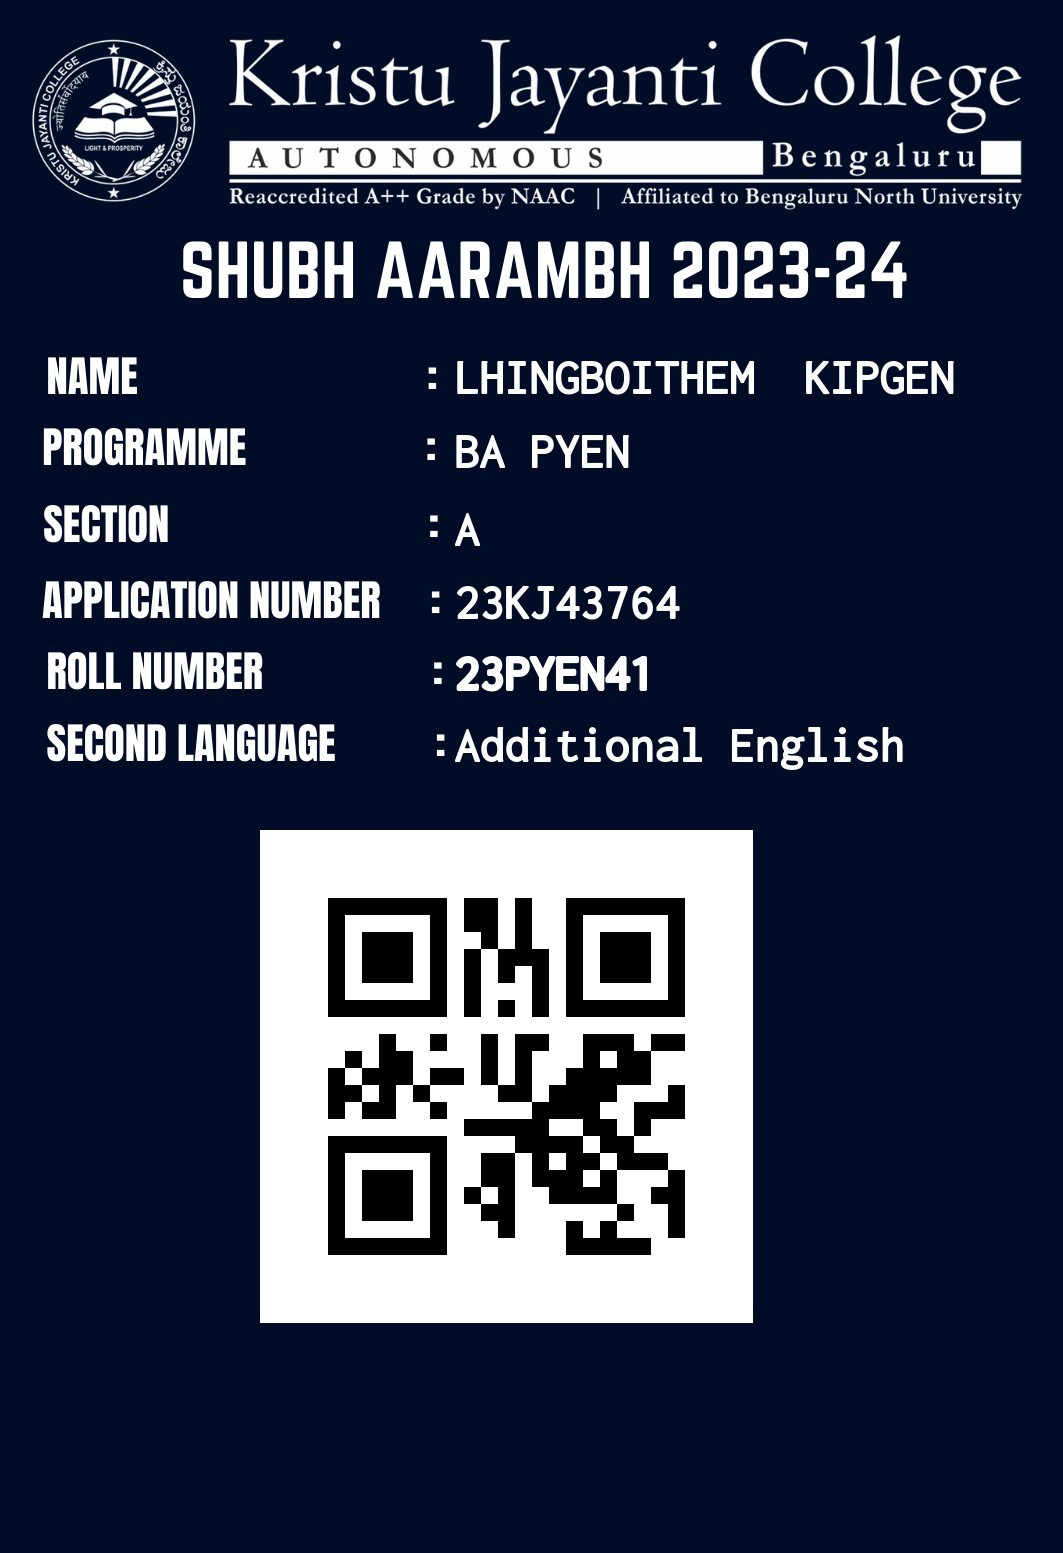 Kristu Jayanti College
AUTONOMOUS Bengaluru
Reaccredited A++ Grade by NAAC | Affiliated to Bengaluru North University
KRISTU JAYANTI COLLEGE
ಕ್ರಿಸ್ತು ಜಯಂತಿ ಕಾಲೇಜು
LIGHT & PROSPERITY
SHUBH AARAMBH 2023-24
NAME : LHINGBOITHEM KIPGEN
PROGRAMME : BA PYEN
SECTION : A
APPLICATION NUMBER : 23KJ43764
ROLL NUMBER : 23PYEN41
SECOND LANGUAGE : Additional English